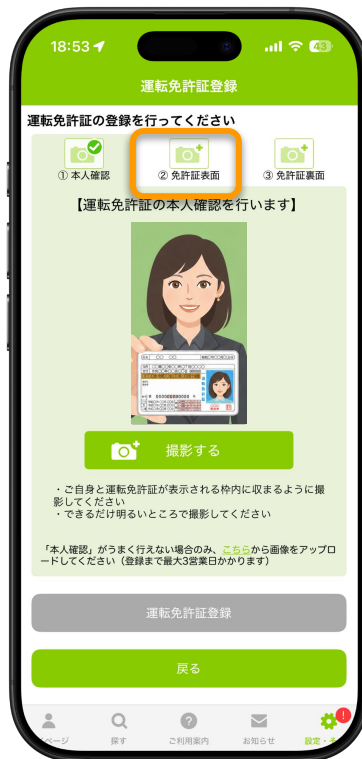 18:53
43
運転免許証登録
運転免許証の登録を行ってください
① 本人確認
② 免許証表面
③ 免許証裏面
【運転免許証の本人確認を行います】
撮影する
・ご自身と運転免許証が表示される枠内に収まるように撮
影してください
・できるだけ明るいところで撮影してください
「本人確認」がうまく行えない場合のみ、こちらから画像をアップロ
ードしてください（登録まで最大3営業日かかります）
運転免許証登録
戻る
探す
ご利用案内
お知らせ
!